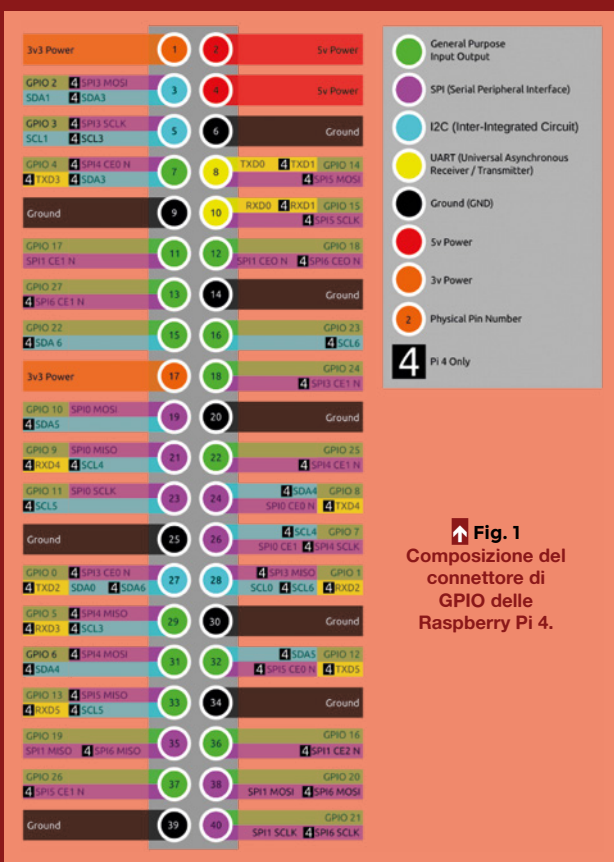 3v3 Power 1 2 5v Power
GPIO 2 4 SPI3 MOSI
SDA1 4 SDA3 3 4 5v Power
GPIO 3 4 SPI3 SCLK
SCL1 4 SCL3 5 6 Ground
GPIO 4 4 SPI4 CE0 N
4 TXD3 4 SDA3 7 8 TXD0 4 TXD1 GPIO 14
4 SPI5 MOSI
Ground 9 10 RXD0 4 RXD1 GPIO 15
4 SPI5 SCLK
GPIO 17
SPI1 CE1 N 11 12 GPIO 18
SPI1 CEO N 4 SPI6 CEO N
GPIO 27
4 SPI6 CE1 N 13 14 Ground
GPIO 22
4 SDA 6 15 16 GPIO 23
4 SCL6
3v3 Power 17 18 GPIO 24
4 SPI3 CE1 N
GPIO 10 SPI0 MOSI
4 SDA5 19 20 Ground
GPIO 9 SPI0 MISO
4 RXD4 4 SCL4 21 22 GPIO 25
4 SPI4 CE1 N
GPIO 11 SPI0 SCLK
4 SCL5 23 24 4 SDA4 GPIO 8
SPI0 CE0 N 4 TXD4
Ground 25 26 4 SCL4 GPIO 7
SPI0 CE1 4 SPI4 SCLK
GPIO 0 4 SPI3 CE0 N
4 TXD2 SDA0 4 SDA6 27 28 4 SPI3 MISO GPIO 1
SCL0 4 SCL6 4 RXD2
GPIO 5 4 SPI4 MISO
4 RXD3 4 SCL3 29 30 Ground
GPIO 6 4 SPI4 MOSI
4 SDA4 31 32 4 SDA5 GPIO 12
4 SPI5 CE0 N 4 TXD5
GPIO 13 4 SPI5 MISO
4 RXD5 4 SCL5 33 34 Ground
GPIO 19
SPI1 MISO 4 SPI6 MISO 35 36 GPIO 16
4 SPI1 CE2 N
GPIO 26
4 SPI5 CE1 N 37 38 GPIO 20
SPI1 MOSI 4 SPI6 MOSI
Ground 39 40 GPIO 21
SPI1 SCLK 4 SPI6 SCLK
General Purpose
Input Output
SPI (Serial Peripheral Interface)
I2C (Inter-Integrated Circuit)
UART (Universal Asynchronous
Receiver / Transmitter)
Ground (GND)
5v Power
3v Power
2 Physical Pin Number
4 Pi 4 Only
Fig. 1
Composizione del
connettore di
GPIO delle
Raspberry Pi 4.